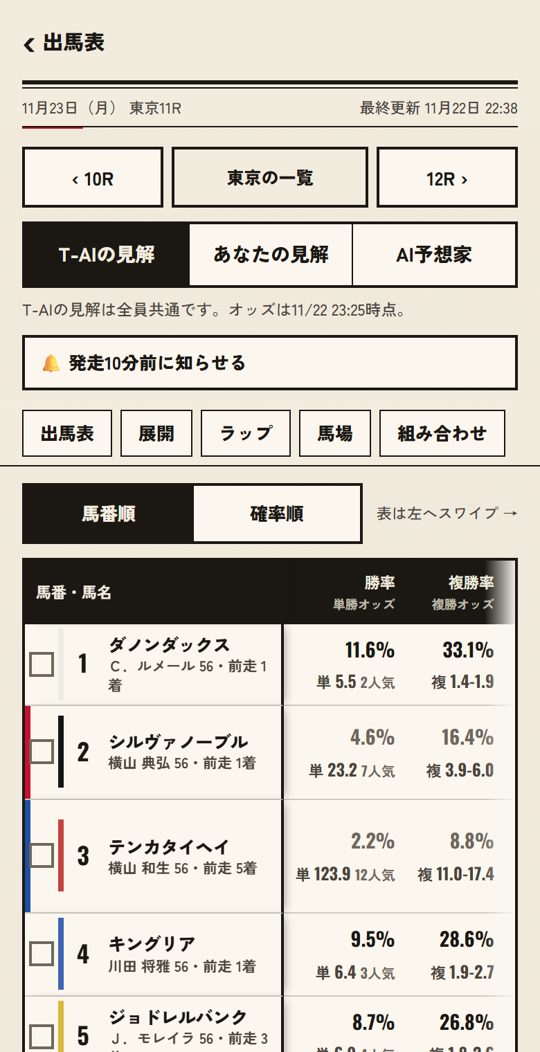 ‹ 出馬表
11月23日（月） 東京11R 最終更新 11月22日 22:38
‹ 10R 東京の一覧 12R ›
T-AIの見解 あなたの見解 AI予想家
T-AIの見解は全員共通です。オッズは11/22 23:25時点。
🔔 発走10分前に知らせる
出馬表 展開 ラップ 馬場 組み合わせ
馬番順 確率順 表は左へスワイプ →
馬番・馬名 勝率 複勝率
単勝オッズ 複勝オッズ
1 ダノンダックス 11.6% 33.1%
C．ルメール 56・前走 1
着
単 5.5 2人気 複 1.4-1.9
2 シルヴァノーブル 4.6% 16.4%
横山 典弘 56・前走 1着 単 23.2 7人気 複 3.9-6.0
3 テンカタイヘイ 2.2% 8.8%
横山 和生 56・前走 5着 単 123.9 12人気 複 11.0-17.4
4 キングリア 9.5% 28.6%
川田 将雅 56・前走 1着 単 6.4 3人気 複 1.9-2.7
5 ジョドレルバンク 8.7% 26.8%
J．モレイラ 56・前走 3